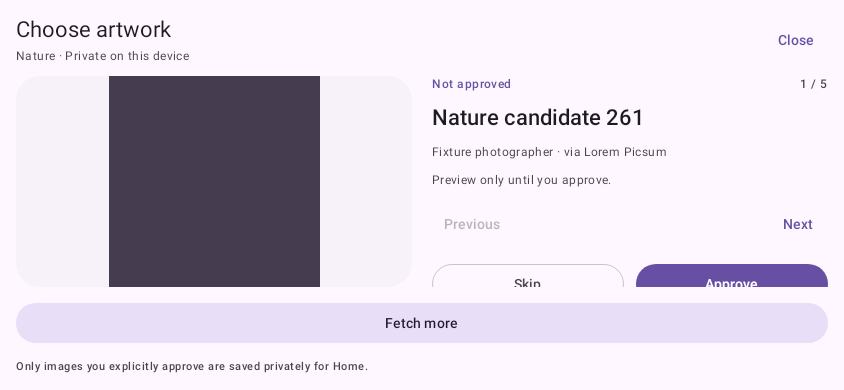 Choose artwork
Nature · Private on this device
Close
Not approved
1 / 5
Nature candidate 261
Fixture photographer · via Lorem Picsum
Preview only until you approve.
Previous
Next
Skip
Approve
Fetch more
Only images you explicitly approve are saved privately for Home.